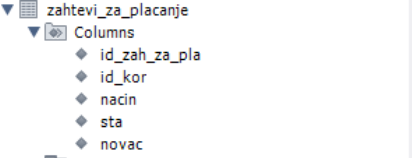 zahtevi_za_placanje
Columns
id_zah_za_pla
id_kor
nacin
sta
novac